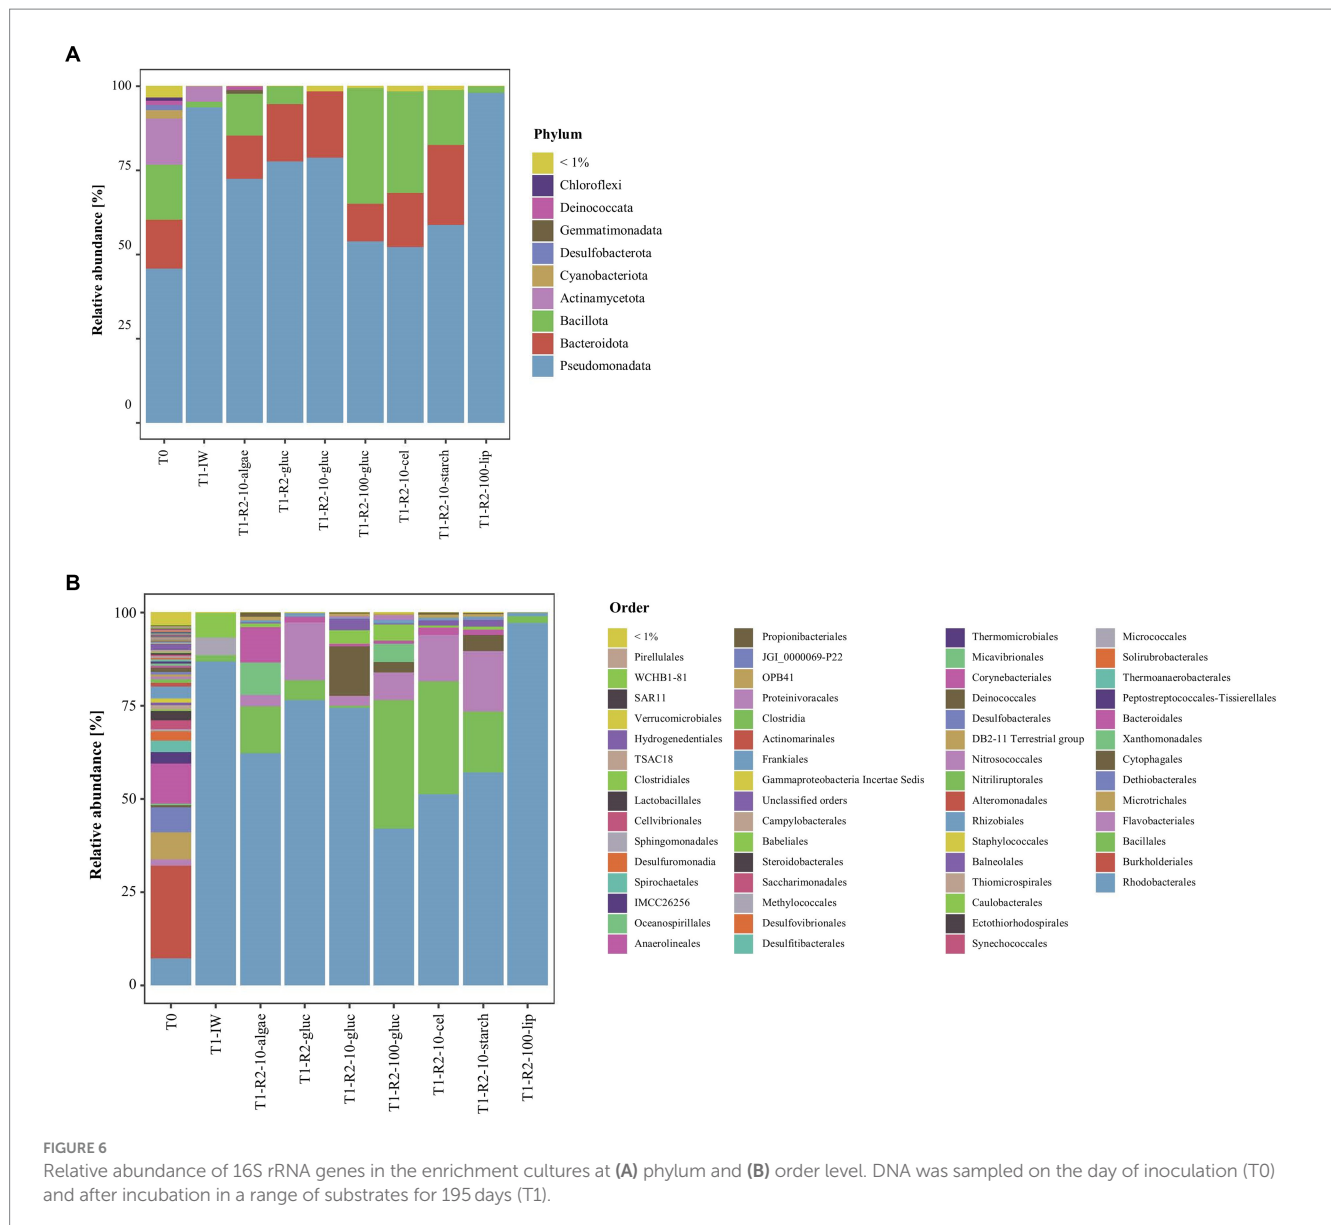 A
Relative abundance [%]
100
75
50
25
0
T0
T1-IW
T1-R2-10-algae
T1-R2-gluc
T1-R2-10-gluc
T1-R2-100-gluc
T1-R2-10-cel
T1-R2-10-starch
T1-R2-100-lip
Phylum
< 1%
Chloroflexi
Deinococcata
Gemmatimonadata
Desulfobacterota
Cyanobacteriota
Actinamycetota
Bacillota
Bacteroidota
Pseudomonadata
B
Relative abundance [%]
100
75
50
25
0
T0
T1-IW
T1-R2-10-algae
T1-R2-gluc
T1-R2-10-gluc
T1-R2-100-gluc
T1-R2-10-cel
T1-R2-10-starch
T1-R2-100-lip
Order
< 1%
Pirellulales
WCHB1-81
SAR11
Verrucomicrobiales
Hydrogenedentiales
TSAC18
Clostridiales
Lactobacillales
Cellvibrionales
Sphingomonadales
Desulfuromonadia
Spirochaetales
IMCC26256
Oceanospirillales
Anaerolineales
Propionibacteriales
JGI_0000069-P22
OPB41
Proteinivoracales
Clostridia
Actinomarinales
Frankiales
Gammaproteobacteria Incertae Sedis
Unclassified orders
Campylobacterales
Babeliales
Steroidobacterales
Saccharimonadales
Methylococcales
Desulfovibrionales
Desulfitibacterales
Thermomicrobiales
Micavibrionales
Corynebacteriales
Deinococcales
Desulfobacterales
DB2-11 Terrestrial group
Nitrosococcales
Nitriliruptorales
Alteromonadales
Rhizobiales
Staphylococcales
Balneolales
Thiomicrospirales
Caulobacterales
Ectothiorhodospirales
Synechococcales
Micrococcales
Solirubrobacterales
Thermoanaerobacterales
Peptostreptococcales-Tissierellales
Bacteroidales
Xanthomonadales
Cytophagales
Dethiobacterales
Microtrichales
Flavobacteriales
Bacillales
Burkholderiales
Rhodobacterales
FIGURE 6
Relative abundance of 16S rRNA genes in the enrichment cultures at (A) phylum and (B) order level. DNA was sampled on the day of inoculation (T0)
and after incubation in a range of substrates for 195 days (T1).